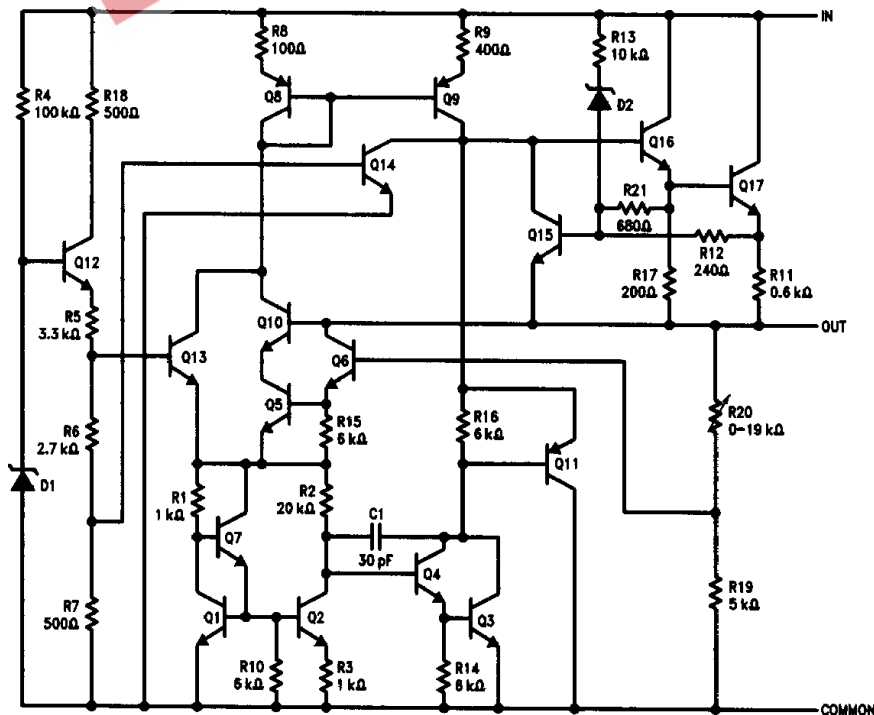 IN
R8
100Ω
R9
400Ω
R13
10 kΩ
R4
100 kΩ
R18
500Ω
Q8
Q9
D2
Q16
Q14
Q17
R21
680Ω
Q15
R12
240Ω
Q12
R17
200Ω
R11
0.6 kΩ
R5
3.3 kΩ
Q10
OUT
Q13
Q6
Q5
R15
6 kΩ
R16
6 kΩ
R20
0-19 kΩ
R6
2.7 kΩ
Q11
D1
R1
1 kΩ
R2
20 kΩ
C1
30 pF
Q7
Q4
R19
5 kΩ
R7
500Ω
Q1
Q2
Q3
R10
6 kΩ
R3
1 kΩ
R14
6 kΩ
COMMON